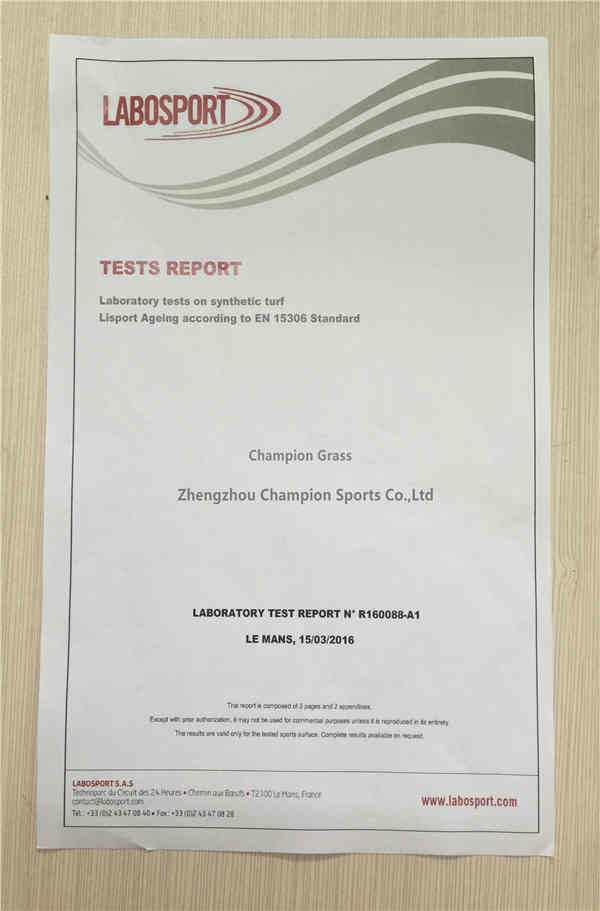 LABOSPORT
TESTS REPORT
Laboratory tests on synthetic turf
Lisport Ageing according to EN 15306 Standard
Champion Grass
Zhengzhou Champion Sports Co.,Ltd
LABORATORY TEST REPORT N° R160088-A1
LE MANS, 15/03/2016
This report is composed of 3 pages and 2 appendices.
Except with prior authorization, it may not be used for commercial purposes unless it is reproduced in its entirety.
The results are valid only for the tested sports surface. Complete results available on request.
LABOSPORT S.A.S
Technoparc du Circuit des 24 Heures • Chemin aux Bœufs • 72100 Le Mans, France
contact@labosport.com
Tél.: +33 (0)2 43 47 08 40 • Fax: +33 (0)2 43 47 08 28
www.labosport.com